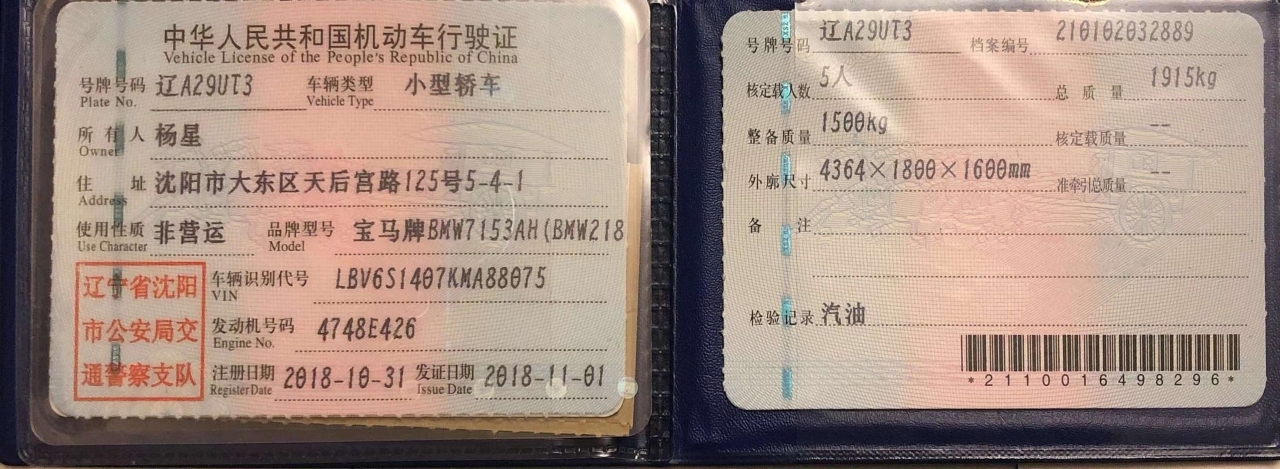 中华人民共和国机动车行驶证
Vehicle License of the People's Republic of China
号牌号码 辽A29UT3 车辆类型 小型轿车
Plate No. Vehicle Type
所有人 杨星
Owner
住址 沈阳市大东区天后宫路125号5-4-1
Address
使用性质 非营运 品牌型号 宝马牌BMW7153AH(BMW218
Use Character Model
辽宁省沈阳
市公安局交
通警察支队
车辆识别代号 LBV6S1407KMA88075
VIN
发动机号码 4748E426
Engine No.
注册日期 2018-10-31 发证日期 2018-11-01
Register Date Issue Date
号牌号码 辽A29UT3 档案编号 210102032889
核定载人数 5人 总质量 1915kg
整备质量 1500kg 核定载质量 --
外廓尺寸 4364×1800×1600mm 准牵引总质量 --
备注
检验记录 汽油
*2110016498296*